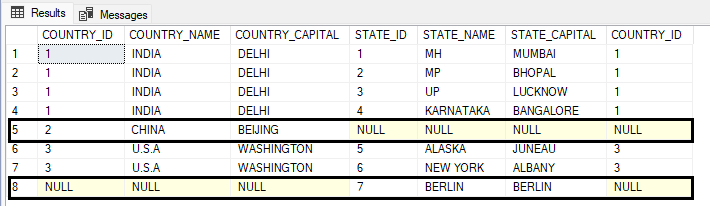 Results Messages
COUNTRY_ID COUNTRY_NAME COUNTRY_CAPITAL STATE_ID STATE_NAME STATE_CAPITAL COUNTRY_ID
1 1 INDIA DELHI 1 MH MUMBAI 1
2 1 INDIA DELHI 2 MP BHOPAL 1
3 1 INDIA DELHI 3 UP LUCKNOW 1
4 1 INDIA DELHI 4 KARNATAKA BANGALORE 1
5 2 CHINA BEIJING NULL NULL NULL NULL
6 3 U.S.A WASHINGTON 5 ALASKA JUNEAU 3
7 3 U.S.A WASHINGTON 6 NEW YORK ALBANY 3
8 NULL NULL NULL 7 BERLIN BERLIN NULL